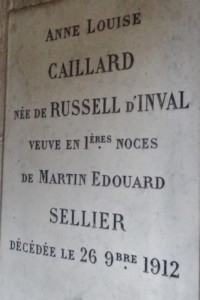 ANNE LOUISE
CAILLARD
NÉE DE RUSSELL D'INVAL
VEUVE EN 1ÈRES NOCES
DE MARTIN EDOUARD
SELLIER
DÉCÉDÉE LE 26 9BRE 1912